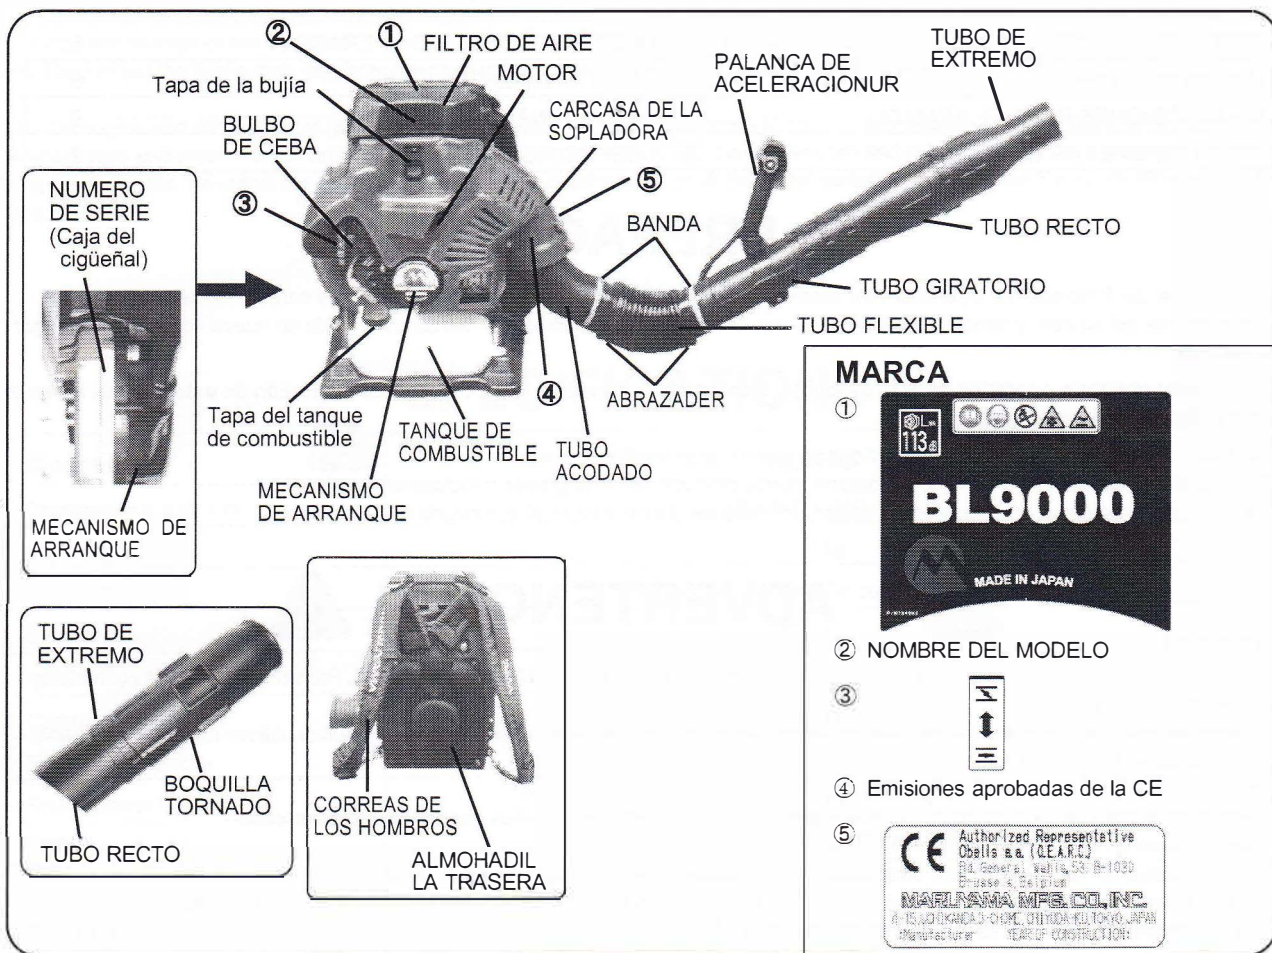 ② ① FILTRO DE AIRE
MOTOR
Tapa de la bujía
BULBO
DE CEBA
CARCASA DE LA
SOPLADORA
PALANCA DE
ACELERACIONUR
TUBO DE
EXTREMO
③
⑤
BANDA
TUBO RECTO
TUBO GIRATORIO
TUBO FLEXIBLE
NUMERO
DE SERIE
(Caja del
cigüeñal)
MECANISMO DE
ARRANQUE
Tapa del tanque
de combustible
TANQUE DE
COMBUSTIBLE
④
ABRAZADER
TUBO
ACODADO
MECANISMO
DE ARRANQUE
TUBO DE
EXTREMO
BOQUILLA
TORNADO
TUBO RECTO
CORREAS DE
LOS HOMBROS
ALMOHADIL
LA TRASERA
MARCA
①
113
BL9000
MADE IN JAPAN
② NOMBRE DEL MODELO
③
④ Emisiones aprobadas de la CE
⑤
CE
Authorized Representative
Obelis s.a. (O.E.A.R.C.)
MARUYAMA MFG. CO., INC.
Manufacturer YEAR OF CONSTRUCTION: